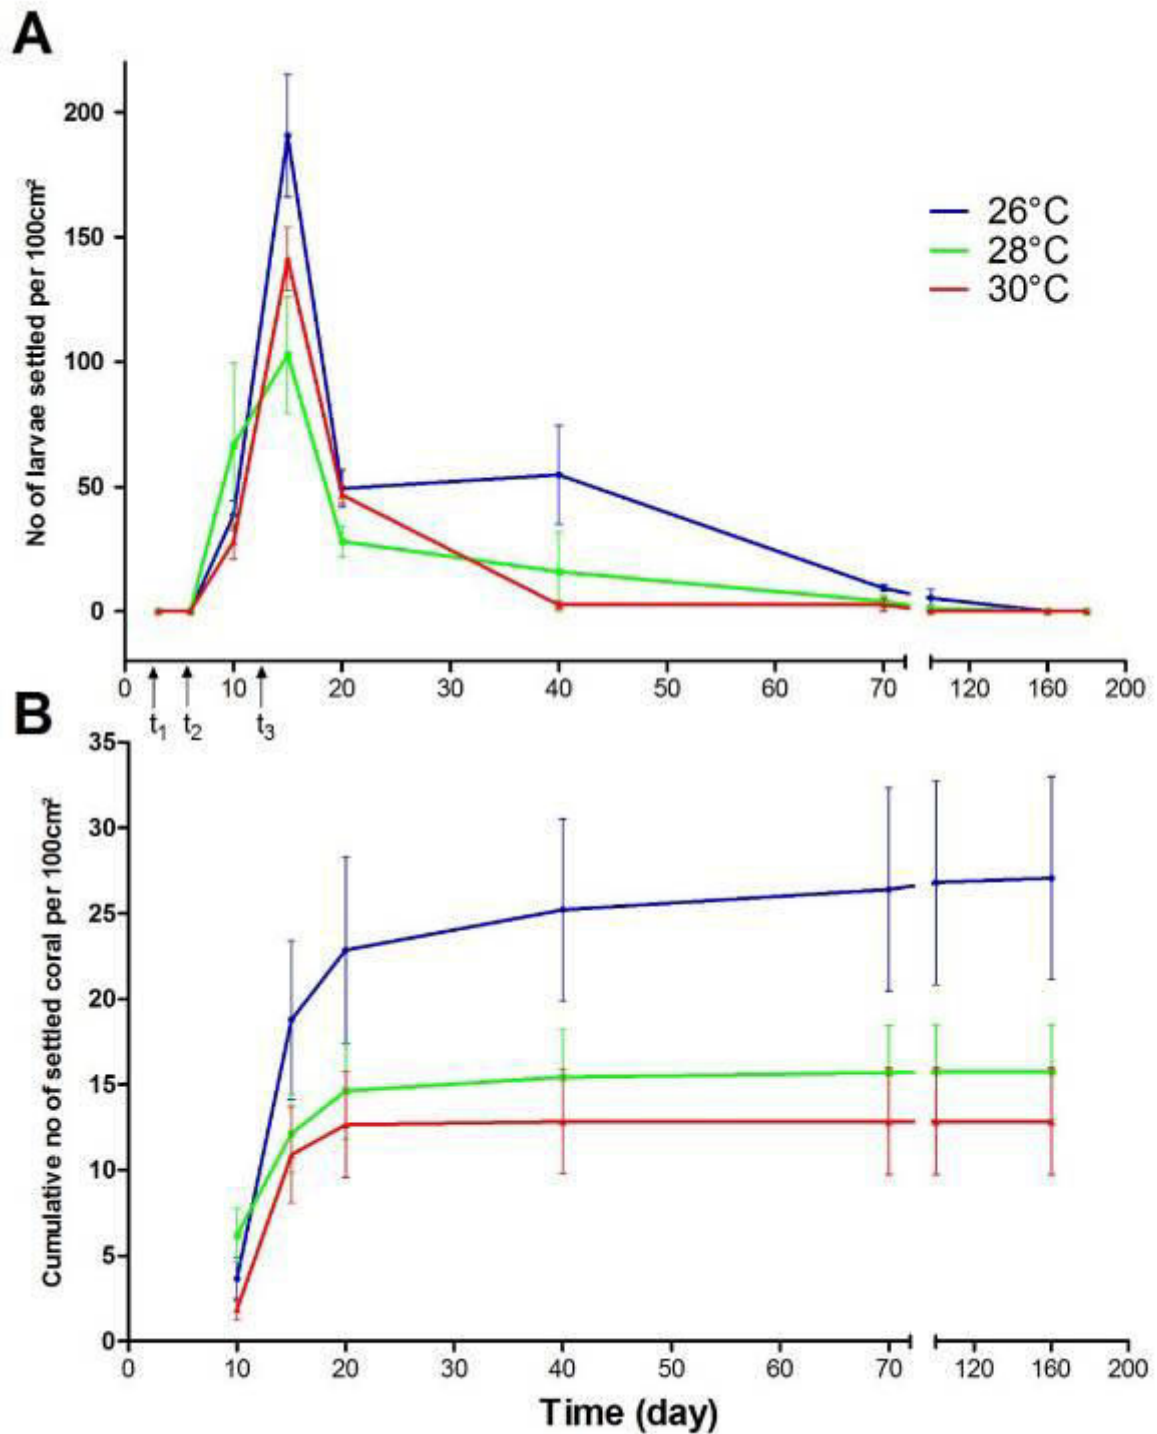 A
No of larvae settled per 100cm²
200
150
100
50
0
26°C
28°C
30°C
0 10 20 30 40 50 60 70 120 160 200
t1 t2 t3
B
Cumulative no of settled coral per 100cm²
35
30
25
20
15
10
5
0
0 10 20 30 40 50 60 70 120 160 200
Time (day)